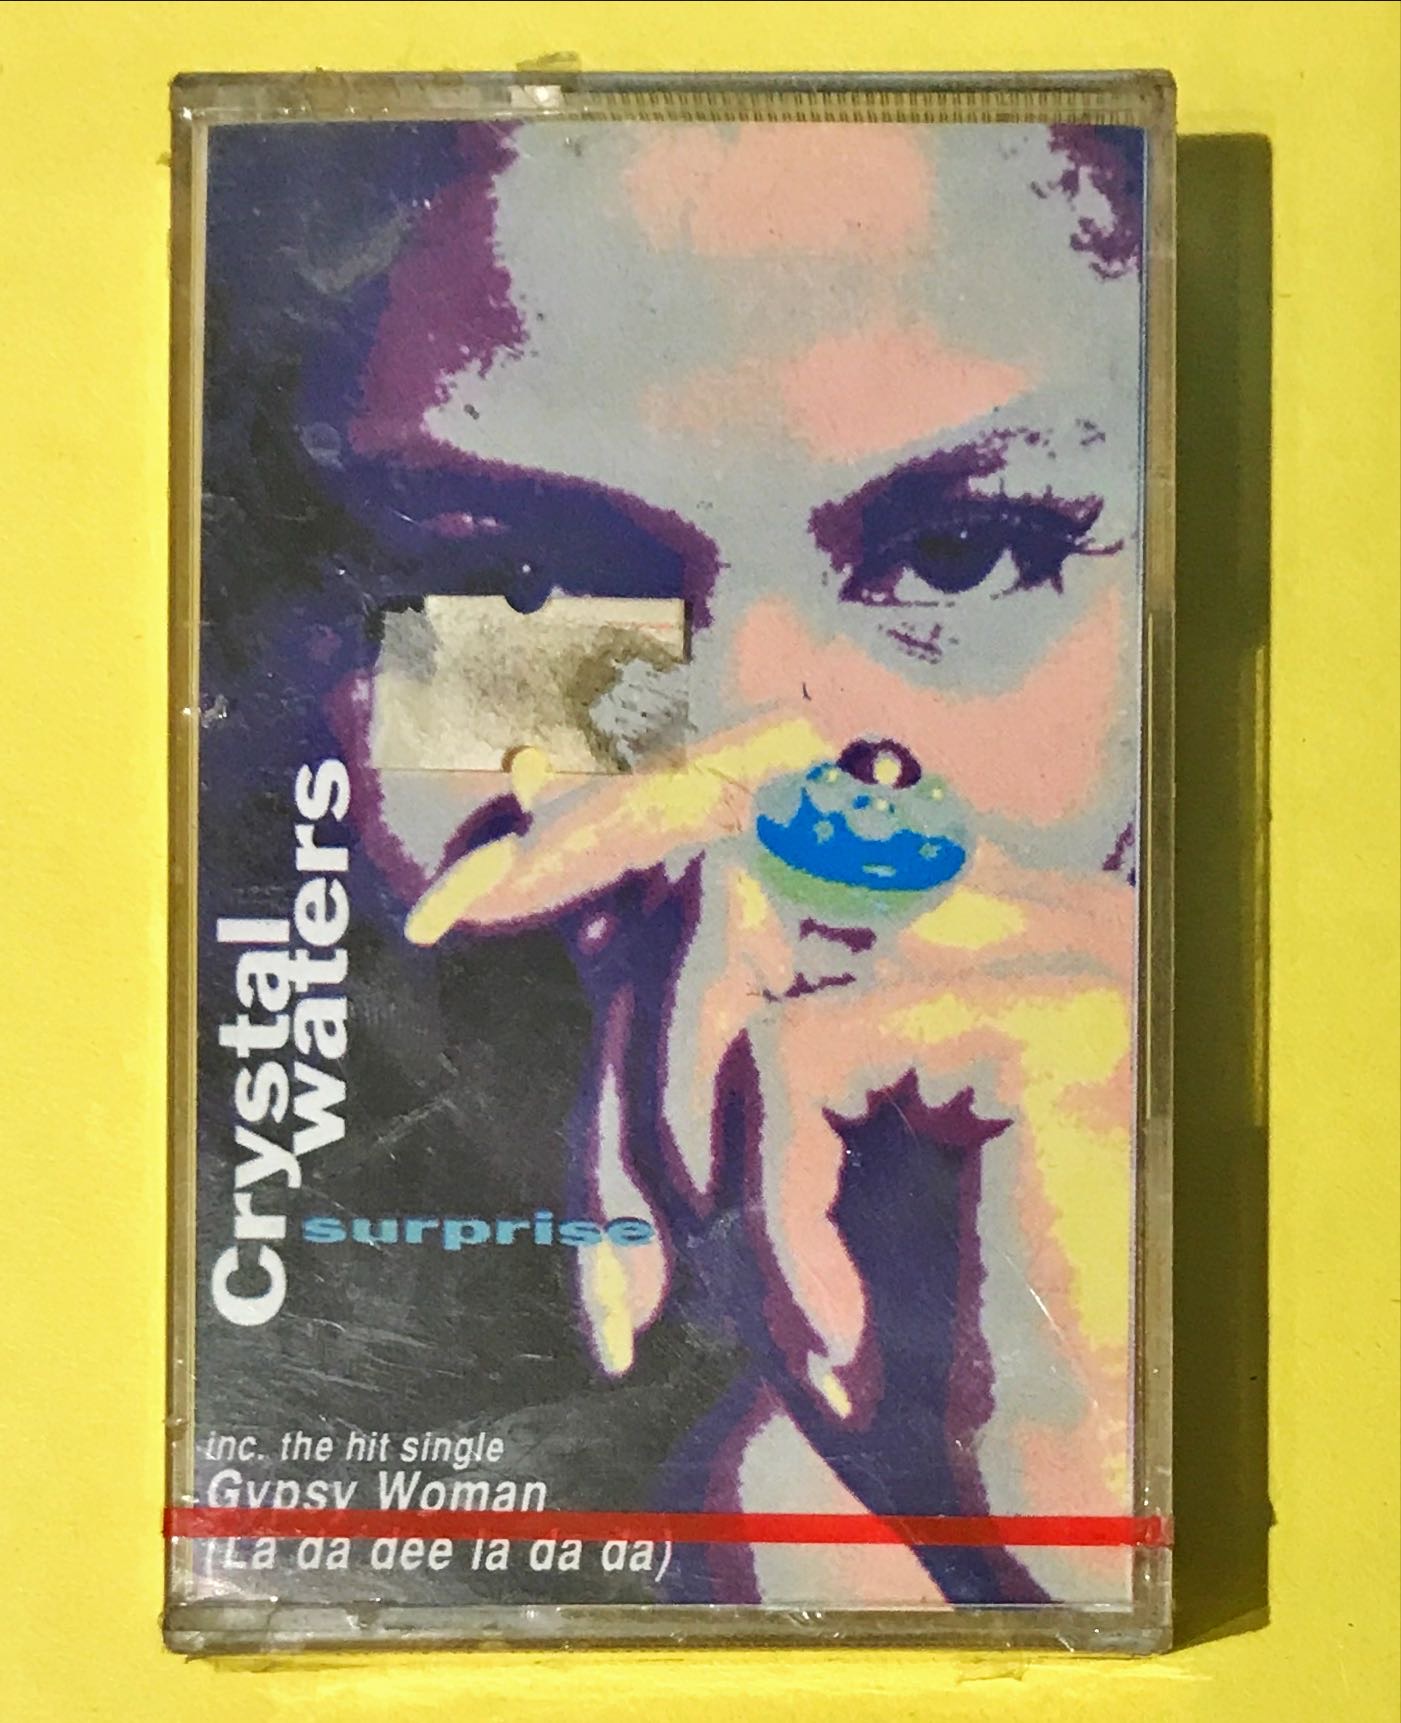 Crystal
waters
surprise
inc. the hit single
Gypsy Woman
(La da dee la da da)